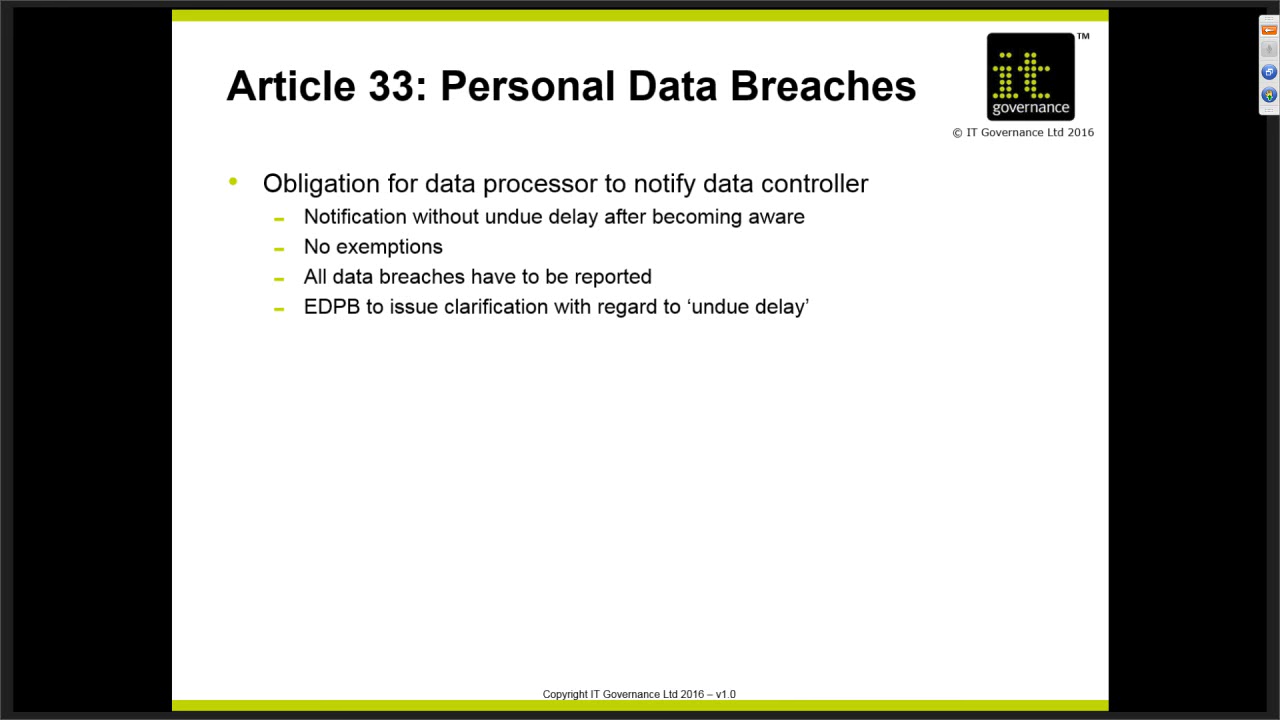 Article 33: Personal Data Breaches
it
governance
TM
© IT Governance Ltd 2016
• Obligation for data processor to notify data controller
– Notification without undue delay after becoming aware
– No exemptions
– All data breaches have to be reported
– EDPB to issue clarification with regard to ‘undue delay’
Copyright IT Governance Ltd 2016 – v1.0